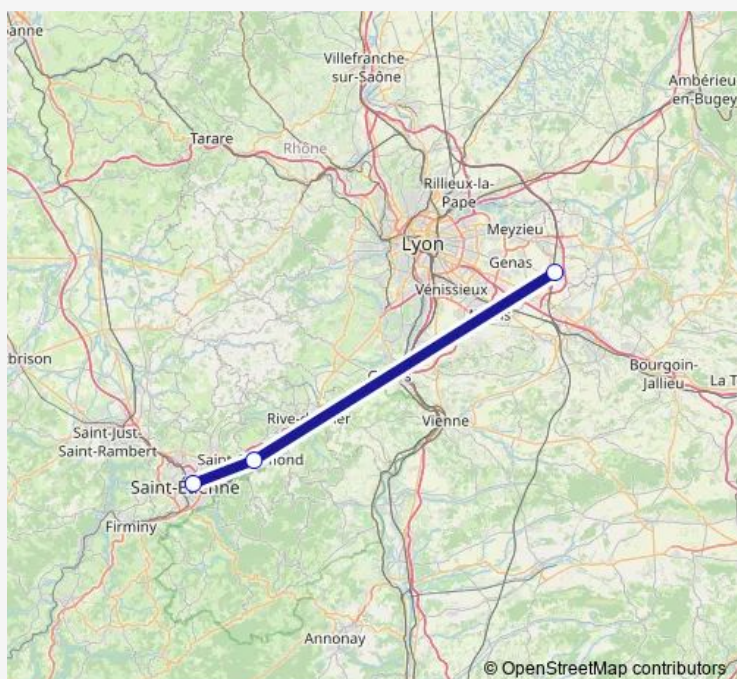 anne
Villefranche-
sur-Saône
Ambérieu
en-Bugey
Tarare
Rhône
Rillieux-la-
Pape
Meyzieu
Lyon
Genas
Vénissieux
brison
Bourgoin-
Jallieu
La T
Vienne
Saint-Just-
Saint-Rambert
Firminy
Annonay
© OpenStreetMap contributors